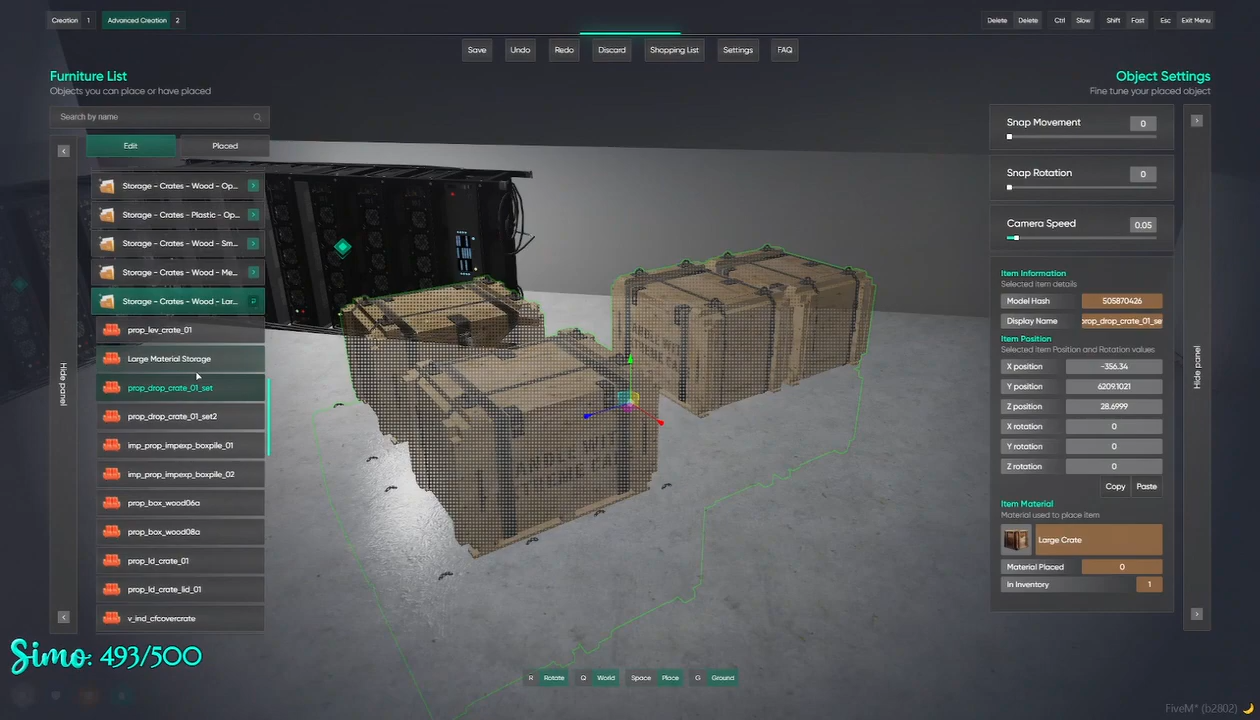 Creation 1 Advanced Creation 2
Delete Delete Ctrl Slow Shift Fast Esc Exit Menu
Save Undo Redo Discard Shopping List Settings FAQ
Furniture List
Objects you can place or have placed
Search by name
Edit Placed
Storage - Crates - Wood - Op...
Storage - Crates - Plastic - Op...
Storage - Crates - Wood - Sm...
Storage - Crates - Wood - Me...
Storage - Crates - Wood - Lar...
prop_lev_crate_01
Large Material Storage
prop_drop_crate_01_set
prop_drop_crate_01_set2
imp_prop_impexp_boxpile_01
imp_prop_impexp_boxpile_02
prop_box_wood06a
prop_box_wood08a
prop_ld_crate_01
prop_ld_crate_lid_01
v_ind_cfcovercrate
Hide panel
Simo: 493/500
R Rotate Q World Space Place G Ground
Object Settings
Fine tune your placed object
Snap Movement 0
Snap Rotation 0
Camera Speed 0.05
Item Information
Selected item details
Model Hash 505870426
Display Name prop_drop_crate_01_se
Item Position
Selected Item Position and Rotation values
X position -356.34
Y position 6209.1021
Z position 28.6999
X rotation 0
Y rotation 0
Z rotation 0
Copy Paste
Item Material
Material used to place item
Large Crate
Material Placed 0
In Inventory 1
Hide panel
FiveM* (b2802)